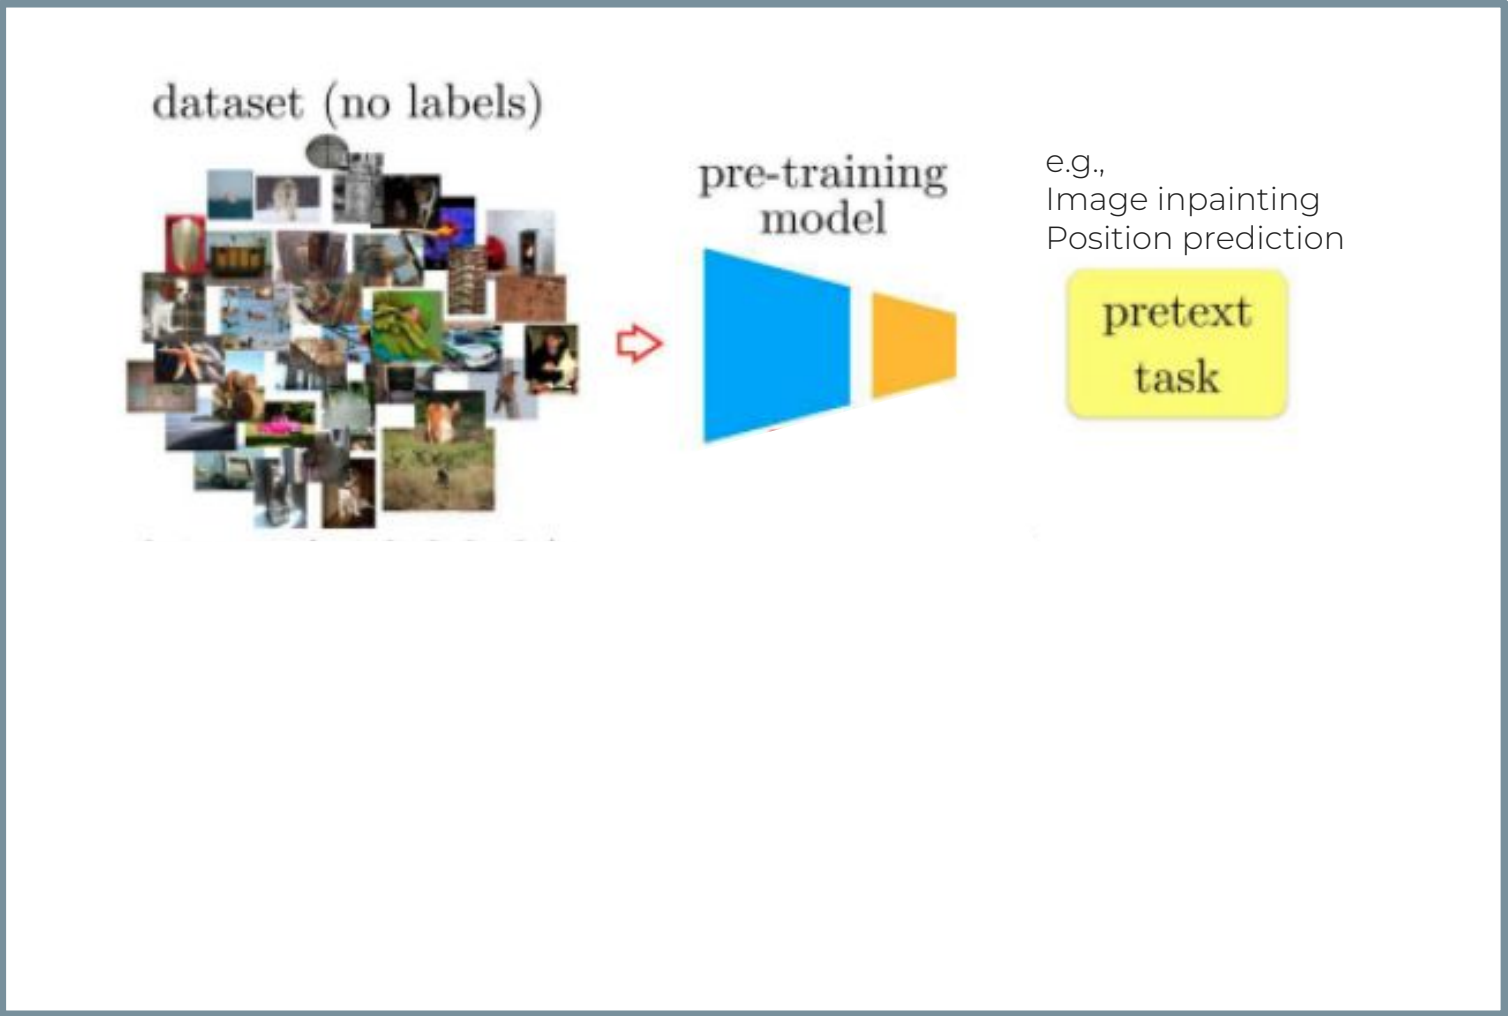 dataset (no labels)
pre-training
model
e.g.,
Image inpainting
Position prediction
pretext
task